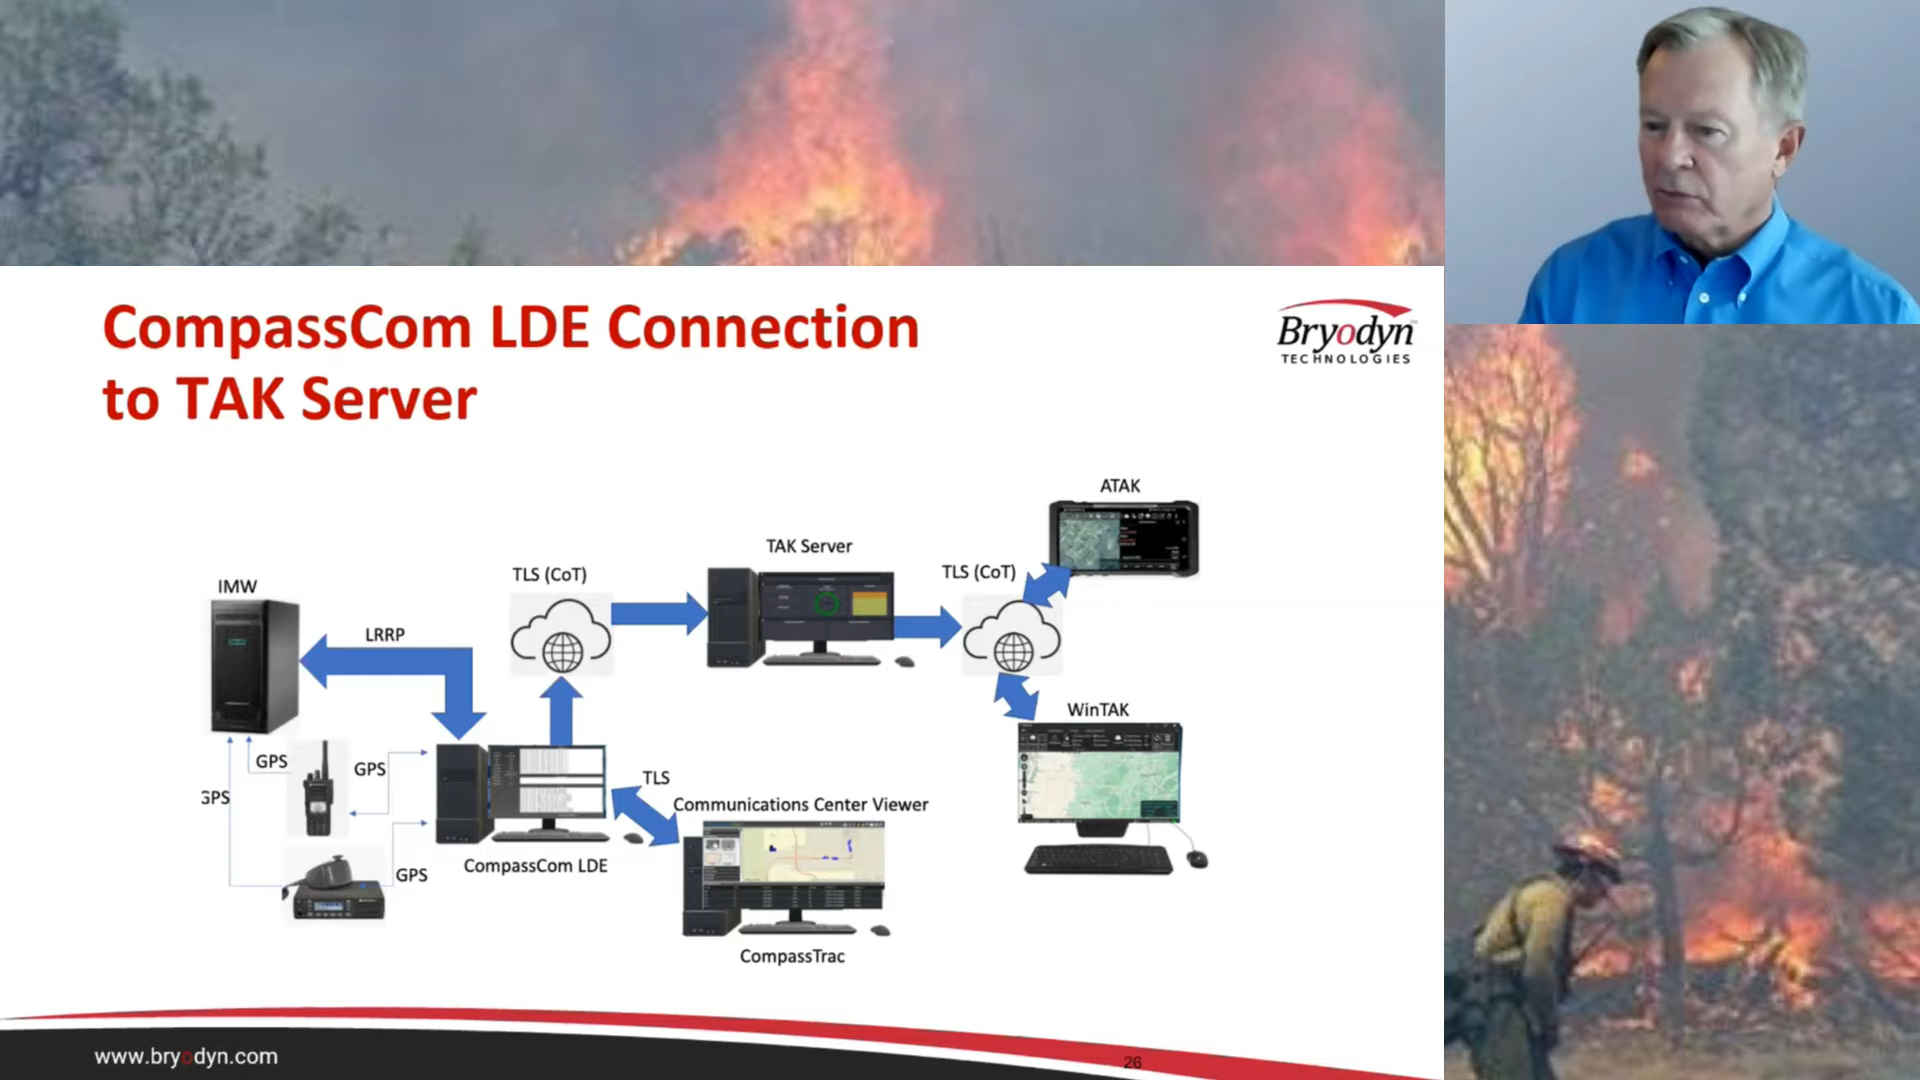 CompassCom LDE Connection
to TAK Server
Bryodyn
TECHNOLOGIES
ATAK
TAK Server
TLS (CoT)
TLS (CoT)
IMW
LRRP
WinTAK
GPS
GPS
GPS
TLS
Communications Center Viewer
CompassCom LDE
GPS
CompassTrac
www.bryodyn.com
26